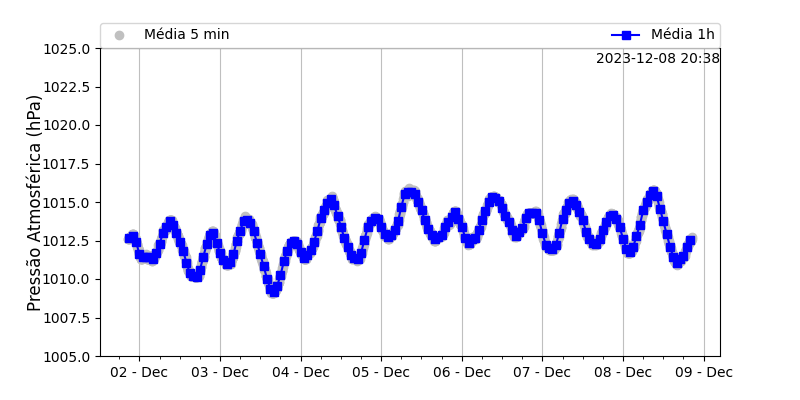 Média 5 min
Média 1h
2023-12-08 20:38
Pressão Atmosférica (hPa)
1025.0
1022.5
1020.0
1017.5
1015.0
1012.5
1010.0
1007.5
1005.0
02 - Dec
03 - Dec
04 - Dec
05 - Dec
06 - Dec
07 - Dec
08 - Dec
09 - Dec